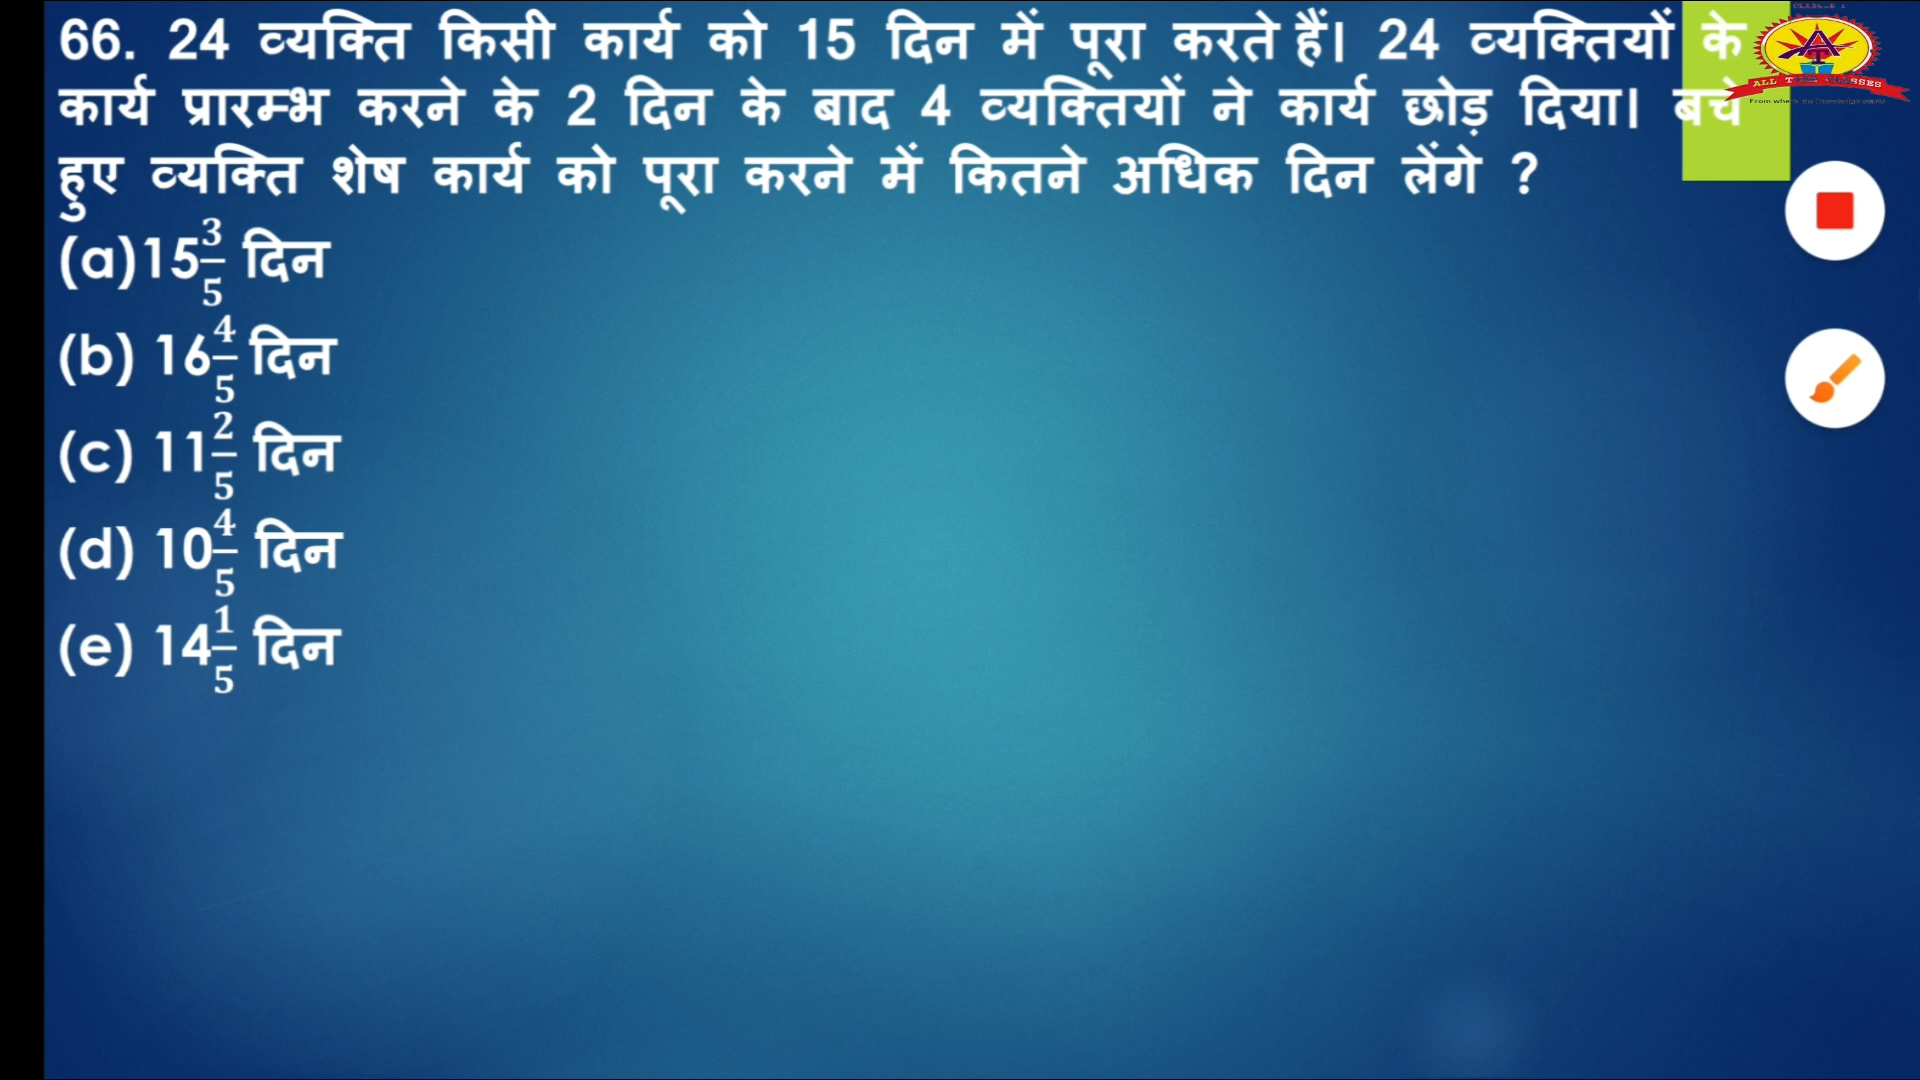 66. 24 व्यक्ति किसी कार्य को 15 दिन में पूरा करते हैं। 24 व्यक्तियों के
कार्य प्रारम्भ करने के 2 दिन के बाद 4 व्यक्तियों ने कार्य छोड़ दिया। बचे
हुए व्यक्ति शेष कार्य को पूरा करने में कितने अधिक दिन लेंगे ?
(a)15 3/5 दिन
(b) 16 4/5 दिन
(c) 11 2/5 दिन
(d) 10 4/5 दिन
(e) 14 1/5 दिन